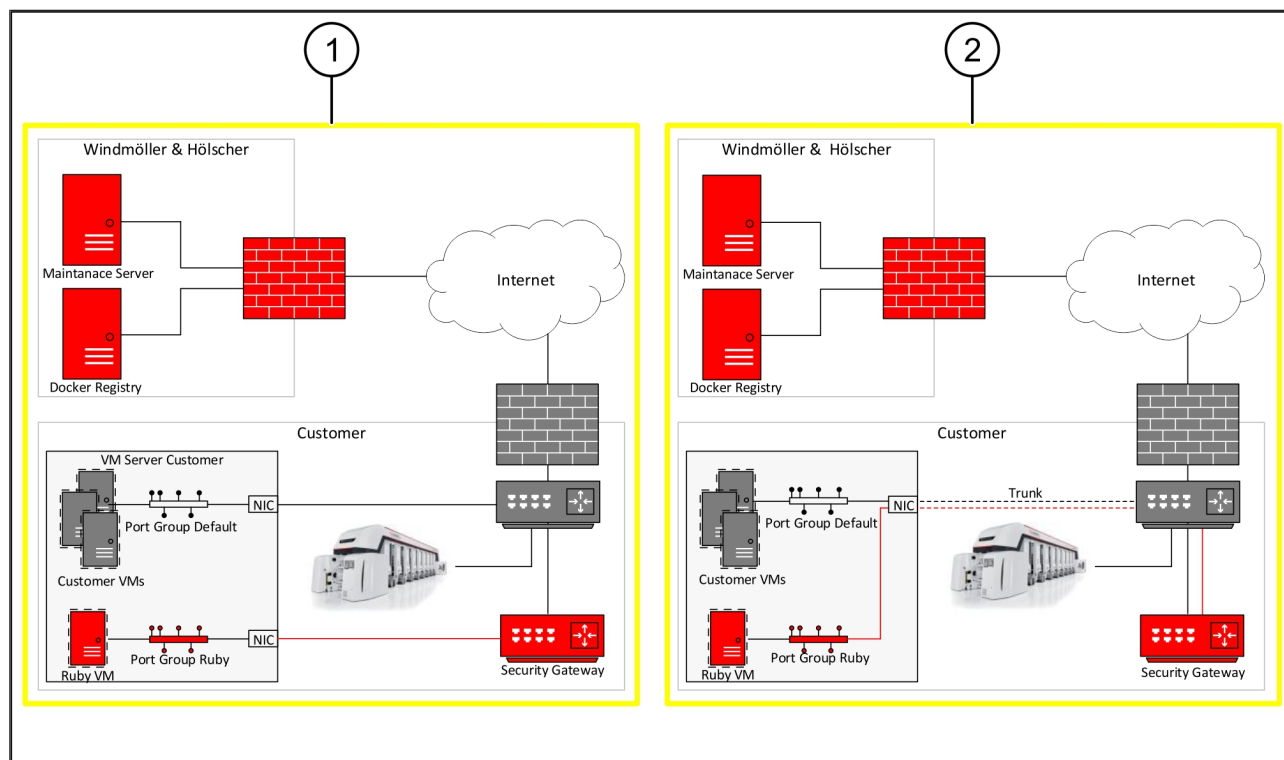 1
2
Windmöller & Hölscher
Maintanace Server
Docker Registry
Internet
Customer
VM Server Customer
Port Group Default
NIC
Customer VMs
Port Group Ruby
NIC
Ruby VM
Security Gateway
Windmöller & Hölscher
Maintanace Server
Docker Registry
Internet
Customer
Port Group Default
NIC
Trunk
Customer VMs
Port Group Ruby
Ruby VM
Security Gateway